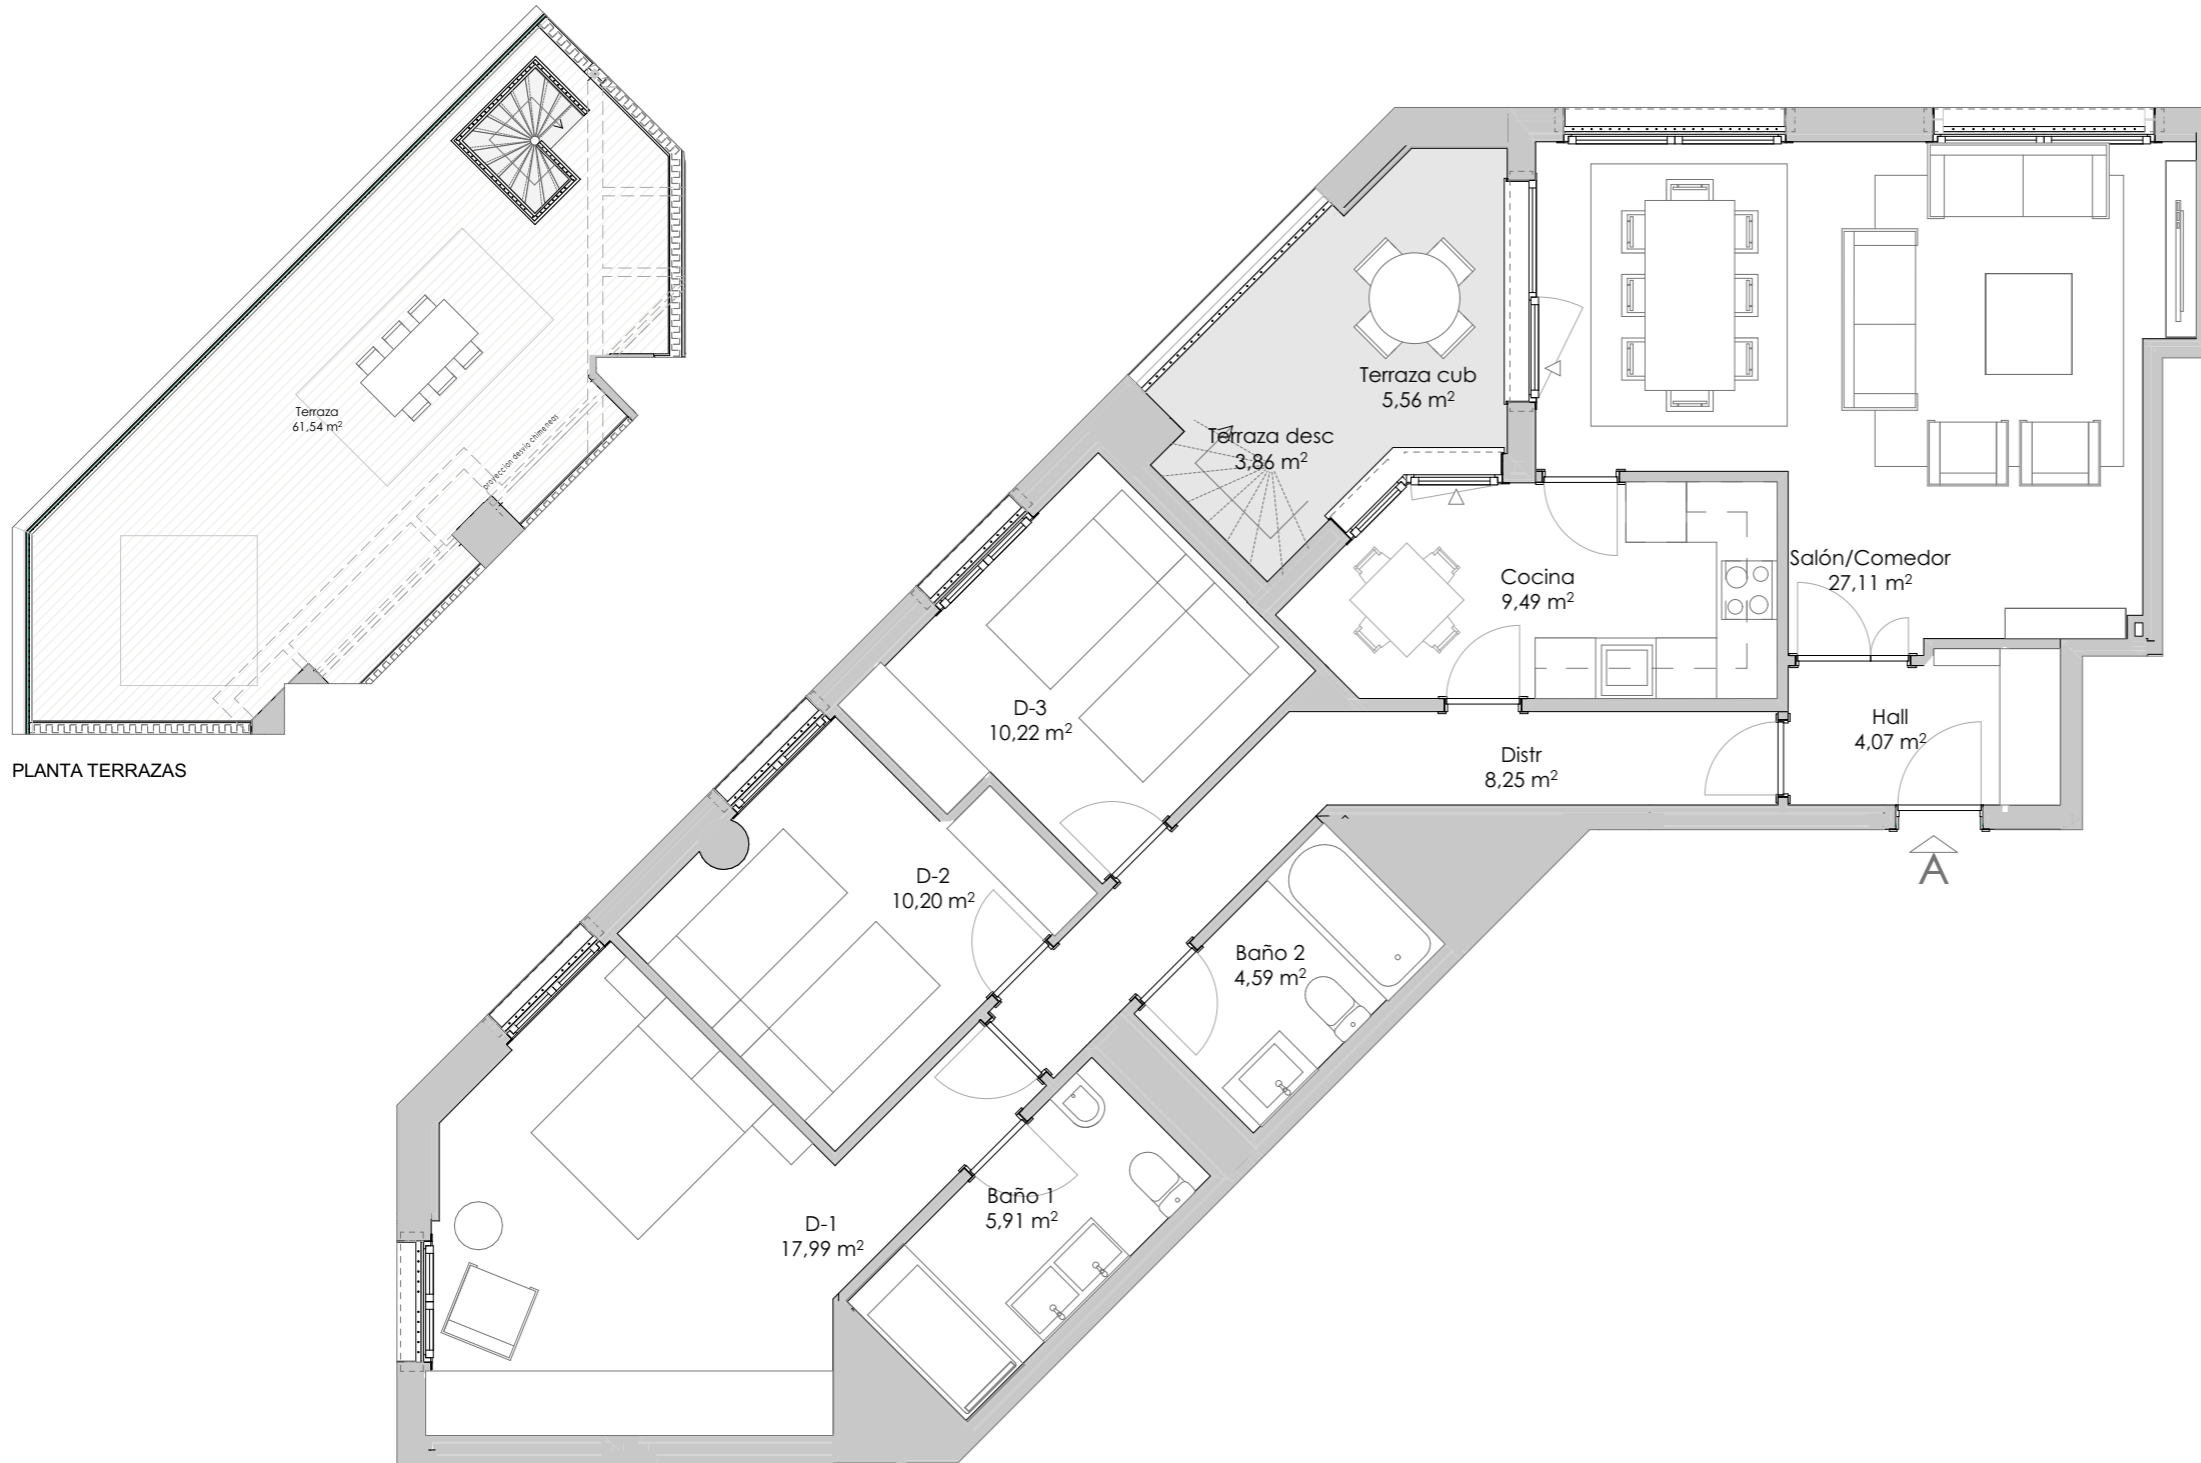 Terraza
61,54 m²
proyeccion desvio chimeneas
PLANTA TERRAZAS
Terraza cub
5,56 m²
Terraza desc
3,86 m²
Salón/Comedor
27,11 m²
Cocina
9,49 m²
Hall
4,07 m²
Distr
8,25 m²
D-3
10,22 m²
D-2
10,20 m²
Baño 2
4,59 m²
Baño 1
5,91 m²
D-1
17,99 m²
A